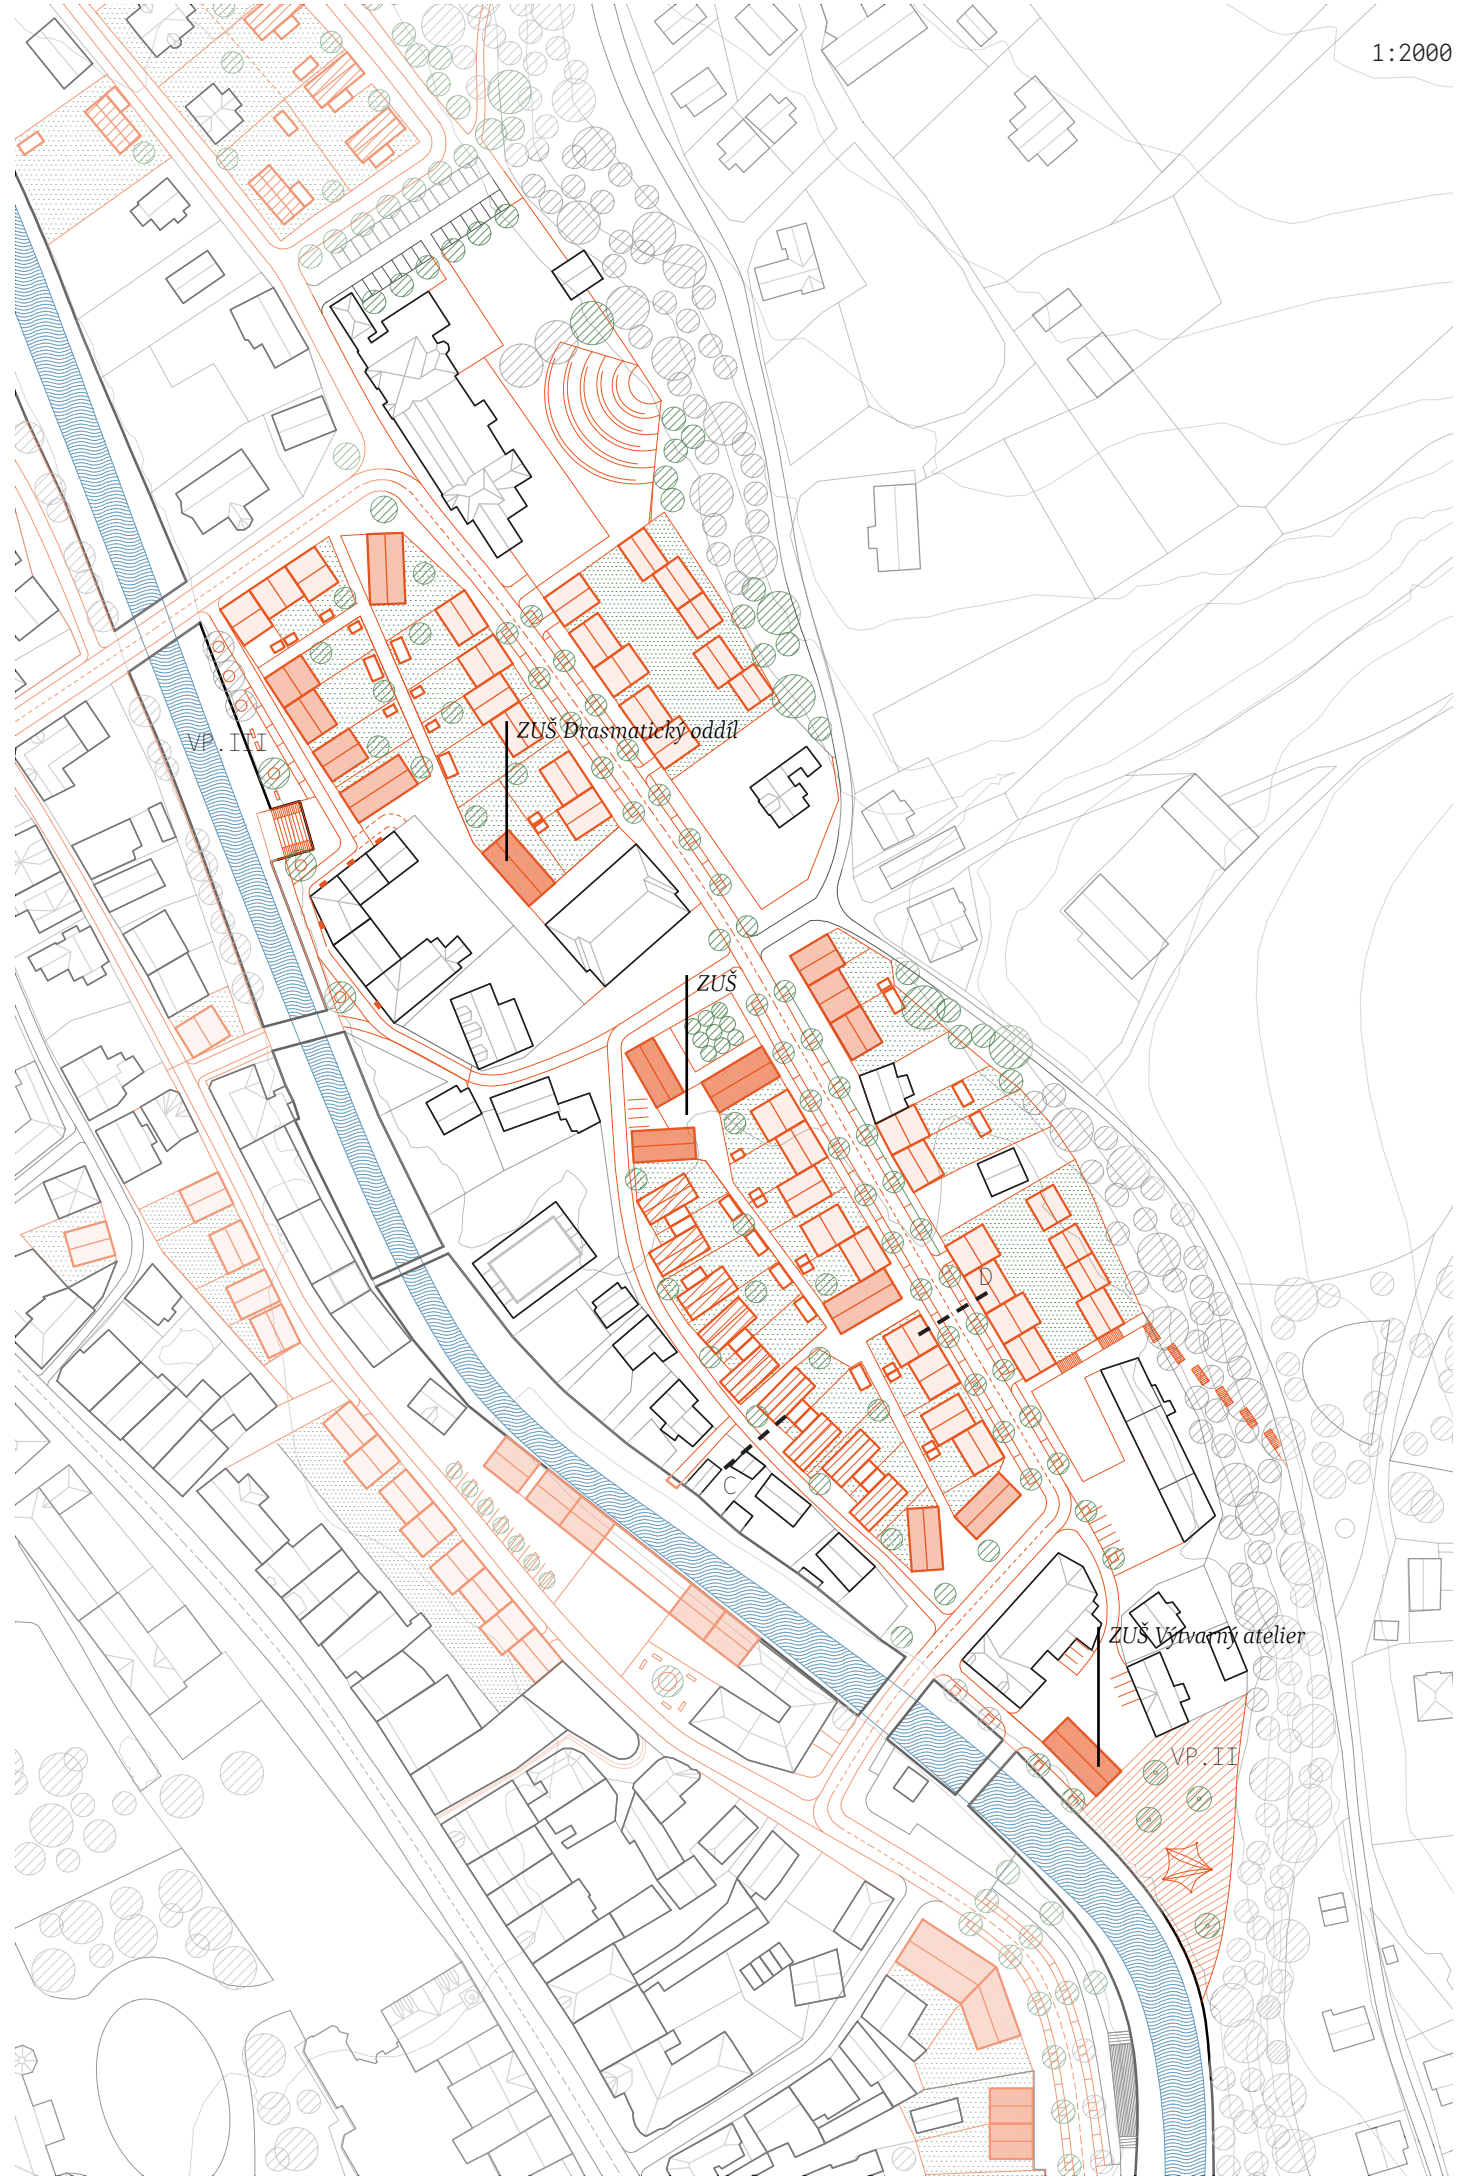 1:2000
ZUŠ Drasmatický oddíl
VP.III
ZUŠ
D
C
ZUŠ Výtvarný atelier
VP.II